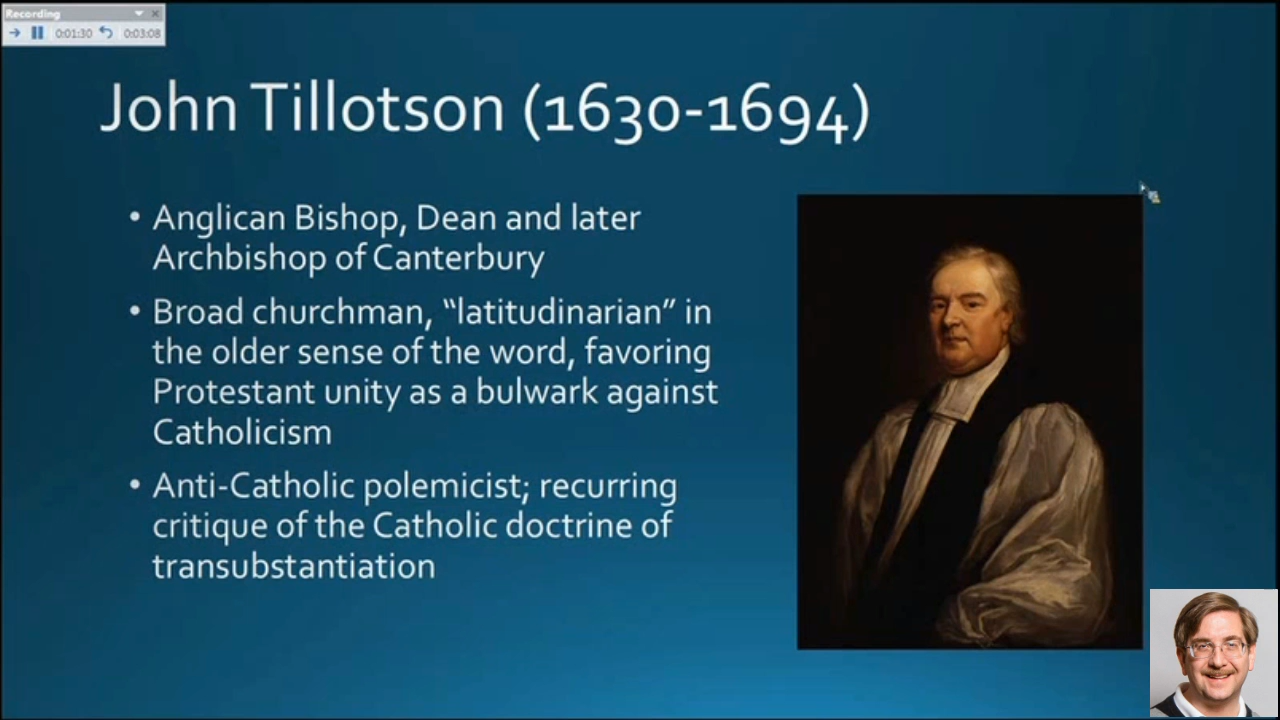 Recording
0:01:30 0:03:08
John Tillotson (1630-1694)
• Anglican Bishop, Dean and later
Archbishop of Canterbury
• Broad churchman, “latitudinarian” in
the older sense of the word, favoring
Protestant unity as a bulwark against
Catholicism
• Anti-Catholic polemicist; recurring
critique of the Catholic doctrine of
transubstantiation